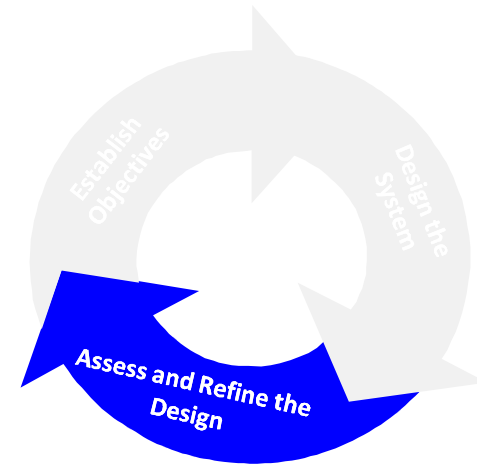 Establish
Objectives
Design the
System
Assess and Refine the
Design